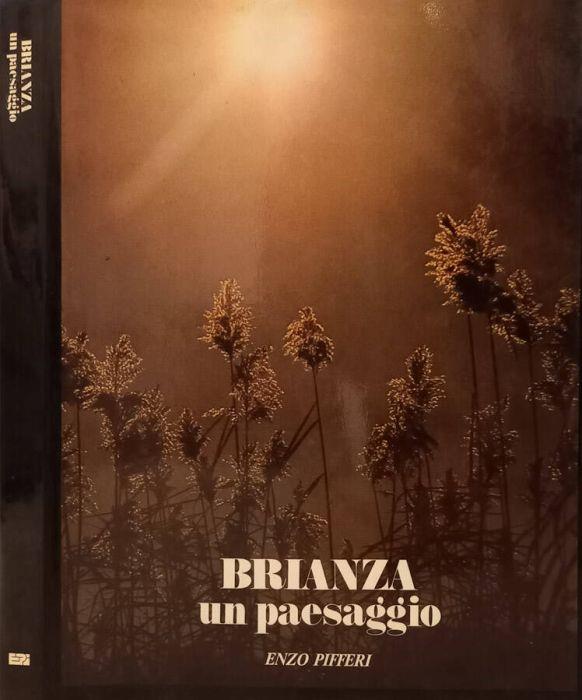 BRIANZA
un paesaggio
BRIANZA
un paesaggio
ENZO PIFFERI